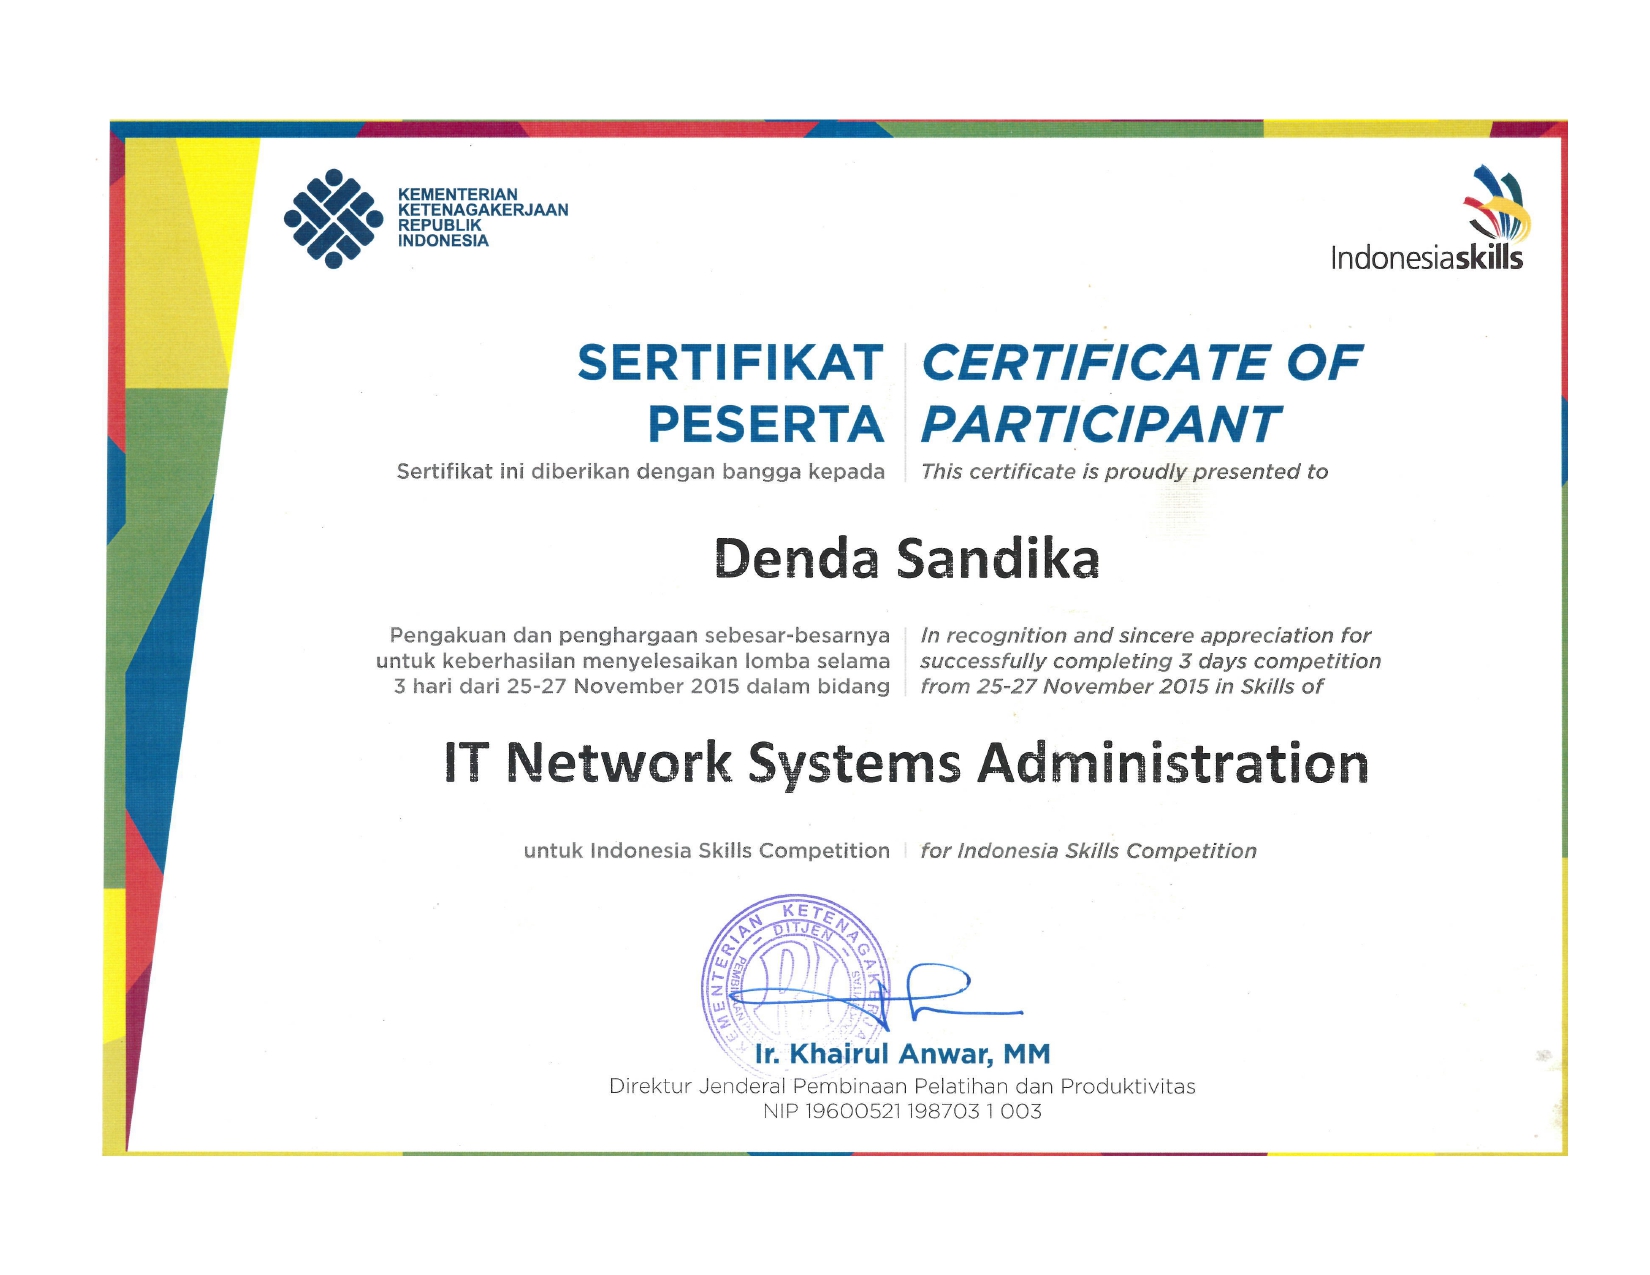 KEMENTERIAN
KETENAGAKERJAAN
REPUBLIK
INDONESIA
Indonesiaskills
SERTIFIKAT
PESERTA
Sertifikat ini diberikan dengan bangga kepada
CERTIFICATE OF
PARTICIPANT
This certificate is proudly presented to
Denda Sandika
Pengakuan dan penghargaan sebesar-besarnya
untuk keberhasilan menyelesaikan lomba selama
3 hari dari 25-27 November 2015 dalam bidang
In recognition and sincere appreciation for
successfully completing 3 days competition
from 25-27 November 2015 in Skills of
IT Network Systems Administration
untuk Indonesia Skills Competition
for Indonesia Skills Competition
KEMENTERIAN KETENAGAKERJA
DITJEN
Ir. Khairul Anwar, MM
Direktur Jenderal Pembinaan Pelatihan dan Produktivitas
NIP 19600521 198703 1 003